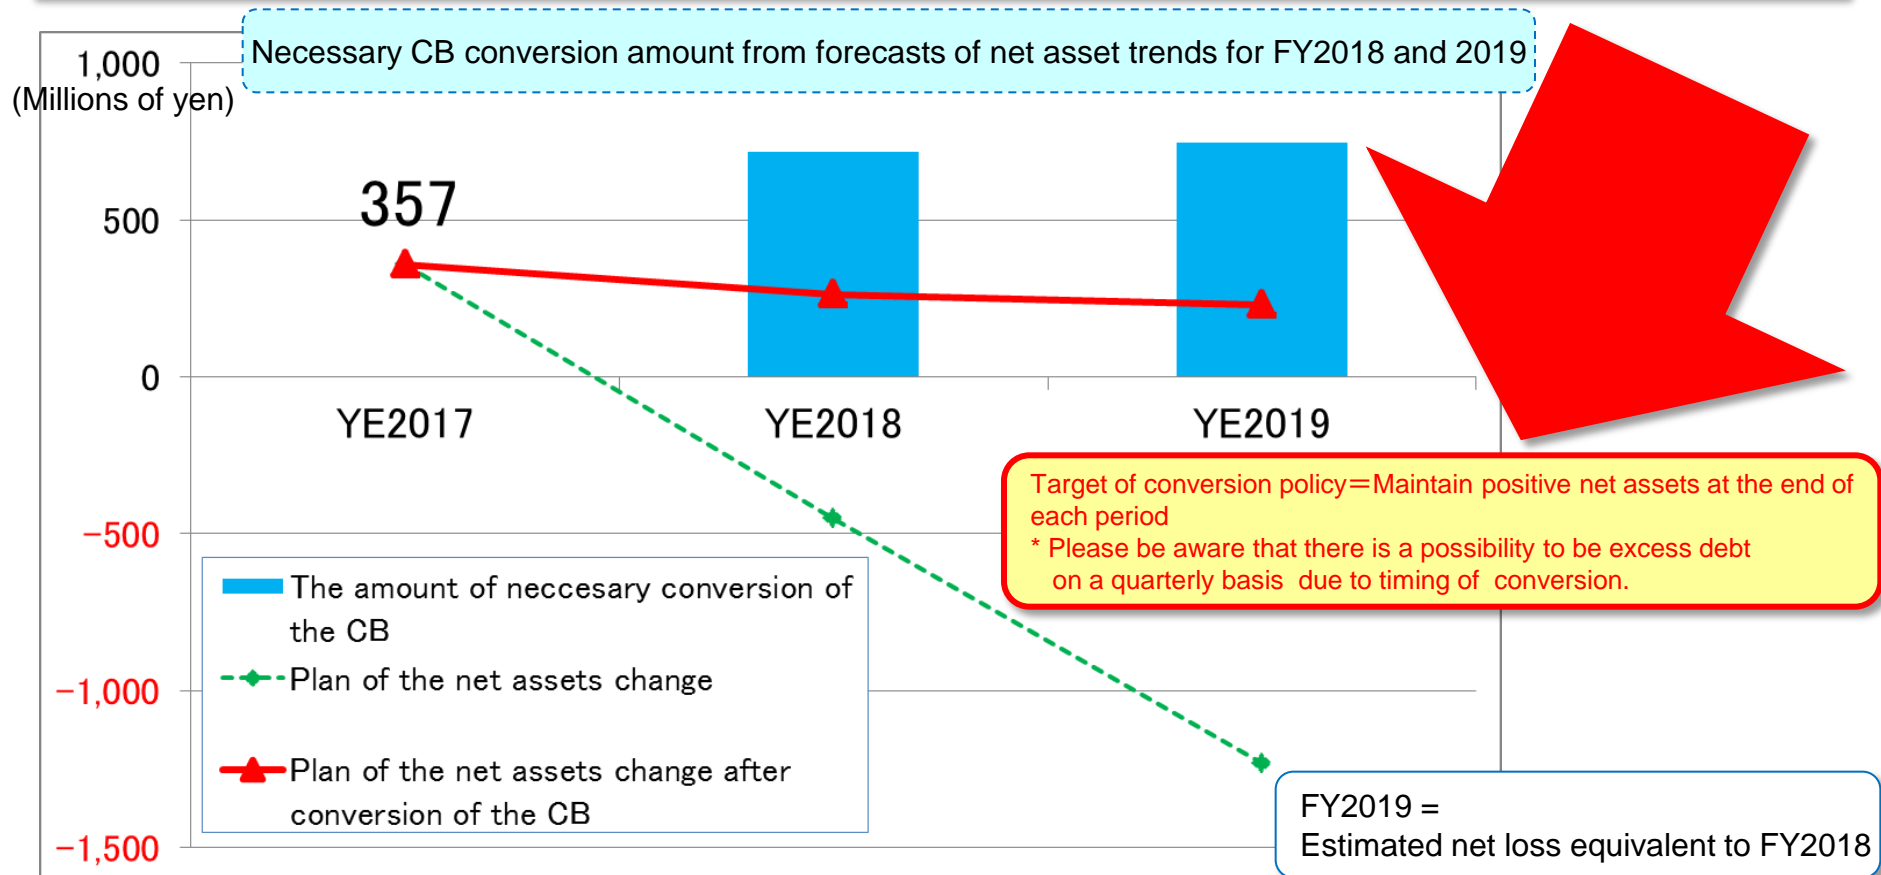 Necessary CB conversion amount from forecasts of net asset trends for FY2018 and 2019
1,000
(Millions of yen)
357
500
0
YE2017 YE2018 YE2019
Target of conversion policy＝Maintain positive net assets at the end of
each period
* Please be aware that there is a possibility to be excess debt
on a quarterly basis due to timing of conversion.
-500
The amount of neccesary conversion of
the CB
Plan of the net assets change
-1,000
Plan of the net assets change after
conversion of the CB
FY2019 =
Estimated net loss equivalent to FY2018
-1,500